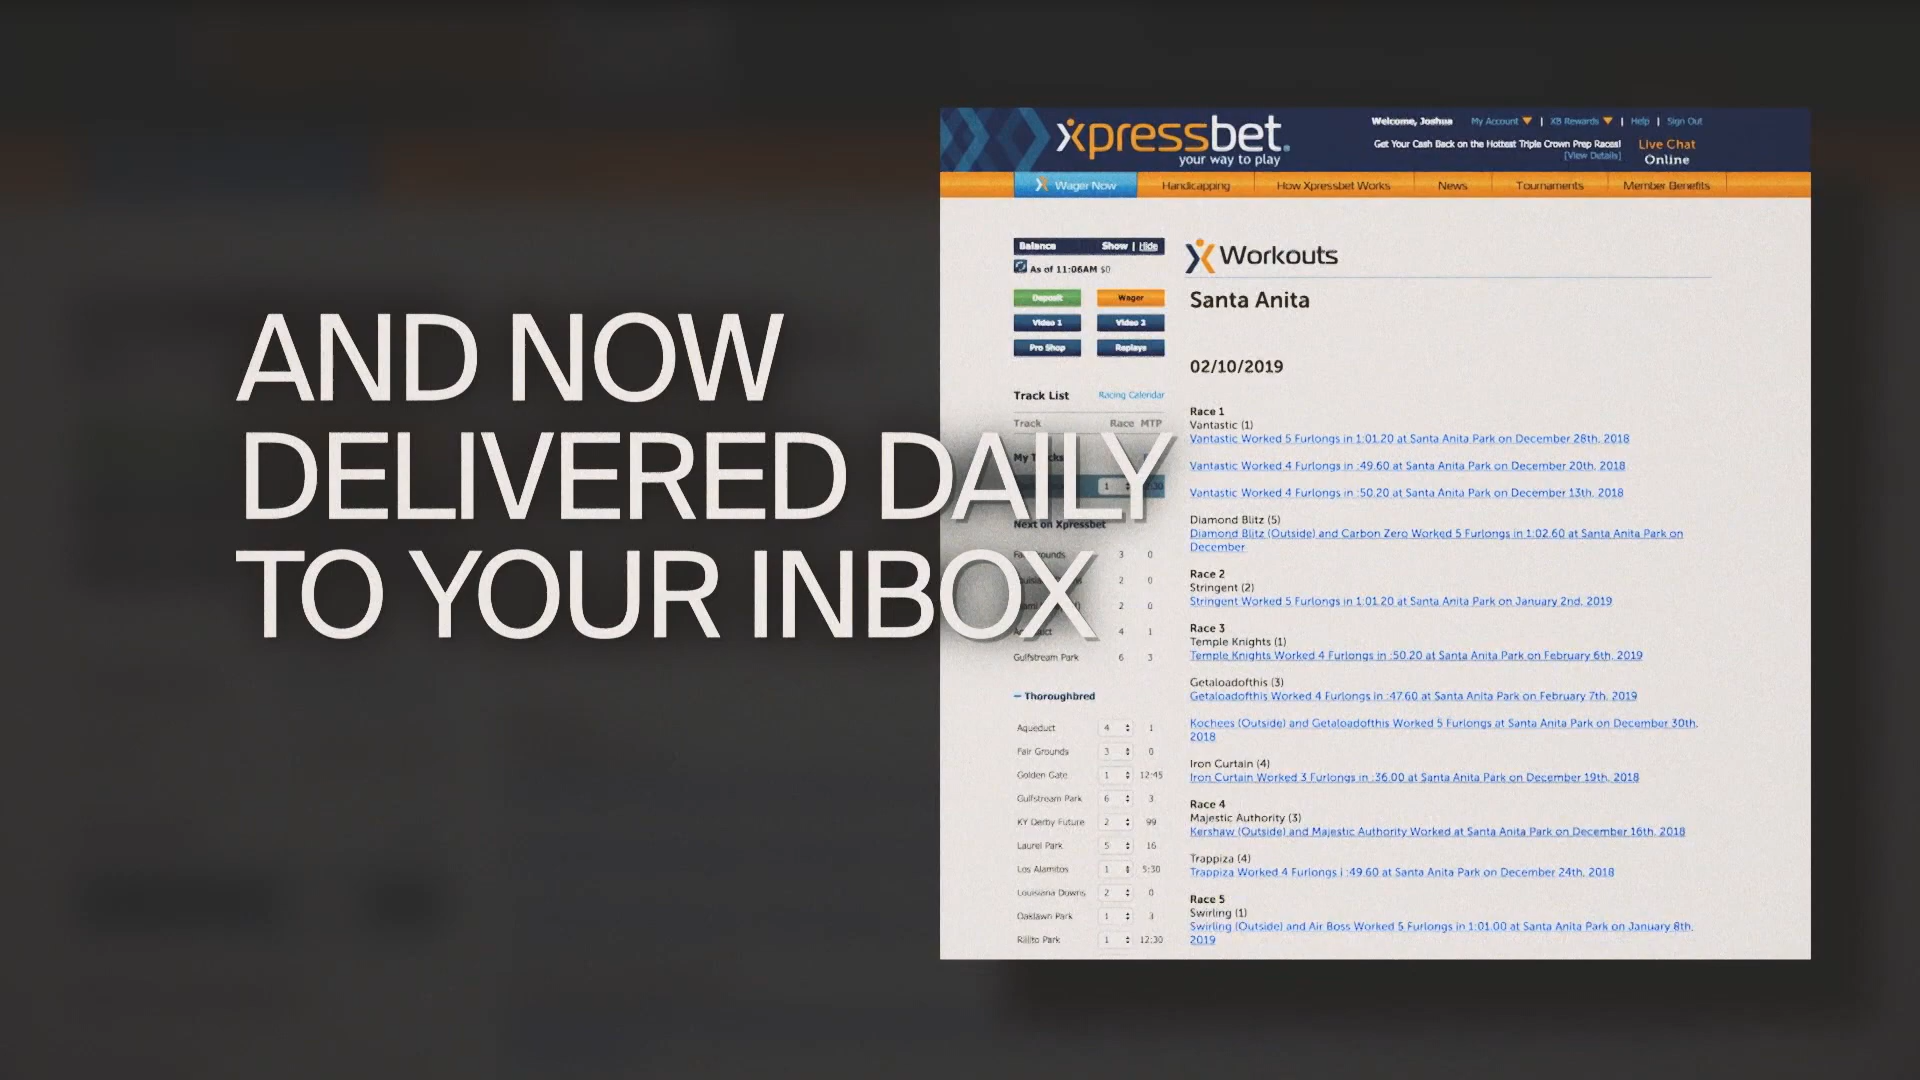 AND NOW
DELIVERED DAILY
TO YOUR INBOX
xpressbet.
your way to play
Welcome, Joshua My Account | XB Rewards | Help | Sign Out
Get Your Cash Back on the Hottest Triple Crown Prep Races!
[View Details]
Live Chat
Online
Wager Now Handicapping How Xpressbet Works News Tournaments Member Benefits
Balance Show | Hide
As of 11:06AM $0
Deposit Wager
Video 1 Video 2
Pro Shop Replays
Track List Racing Calendar
Track Race MTP
1
Next on Xpressbet
3 0
2 0
2 0
4 1
Gulfstream Park 6 3
− Thoroughbred
Aqueduct 4 1
Fair Grounds 3 0
Golden Gate 1 12:45
Gulfstream Park 6 3
KY Derby Future 2 99
Laurel Park 5 16
Los Alamitos 1 5:30
Louisiana Downs 2 0
Oaklawn Park 1 3
Rillito Park 1 12:30
Workouts
Santa Anita
02/10/2019
Race 1
Vantastic (1)
Vantastic Worked 5 Furlongs in 1:01.20 at Santa Anita Park on December 28th, 2018
Vantastic Worked 4 Furlongs in :49.60 at Santa Anita Park on December 20th, 2018
Vantastic Worked 4 Furlongs in :50.20 at Santa Anita Park on December 13th, 2018
Diamond Blitz (5)
Diamond Blitz (Outside) and Carbon Zero Worked 5 Furlongs in 1:02.60 at Santa Anita Park on
December
Race 2
Stringent (2)
Stringent Worked 5 Furlongs in 1:01.20 at Santa Anita Park on January 2nd, 2019
Race 3
Temple Knights (1)
Temple Knights Worked 4 Furlongs in :50.20 at Santa Anita Park on February 6th, 2019
Getaloadofthis (3)
Getaloadofthis Worked 4 Furlongs in :47.60 at Santa Anita Park on February 7th, 2019
Kochees (Outside) and Getaloadofthis Worked 5 Furlongs at Santa Anita Park on December 30th,
2018
Iron Curtain (4)
Iron Curtain Worked 3 Furlongs in :36.00 at Santa Anita Park on December 19th, 2018
Race 4
Majestic Authority (3)
Kershaw (Outside) and Majestic Authority Worked at Santa Anita Park on December 16th, 2018
Trappiza (4)
Trappiza Worked 4 Furlongs i :49.60 at Santa Anita Park on December 24th, 2018
Race 5
Swirling (1)
Swirling (Outside) and Air Boss Worked 5 Furlongs in 1:01.00 at Santa Anita Park on January 8th,
2019